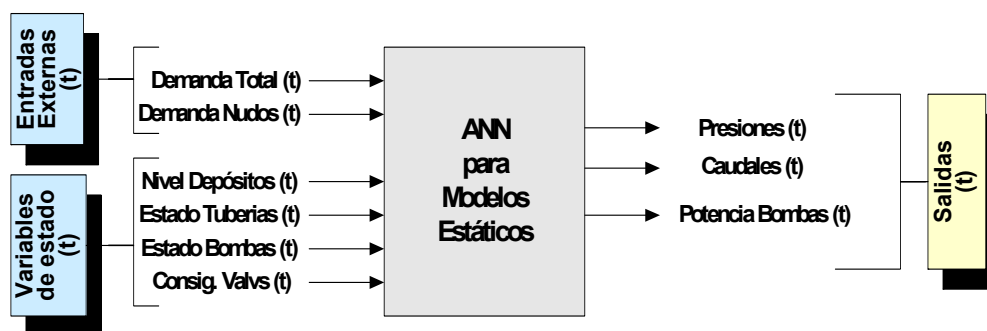 Entradas
Externas
(t)
Demanda Total (t)
Demanda Nudos (t)
Variables
de estado
(t)
Nivel Depósitos (t)
Estado Tuberias (t)
Estado Bombas (t)
Consig. Valvs (t)
ANN
para
Modelos
Estáticos
Presiones (t)
Caudales (t)
Potencia Bombas (t)
Salidas
(t)